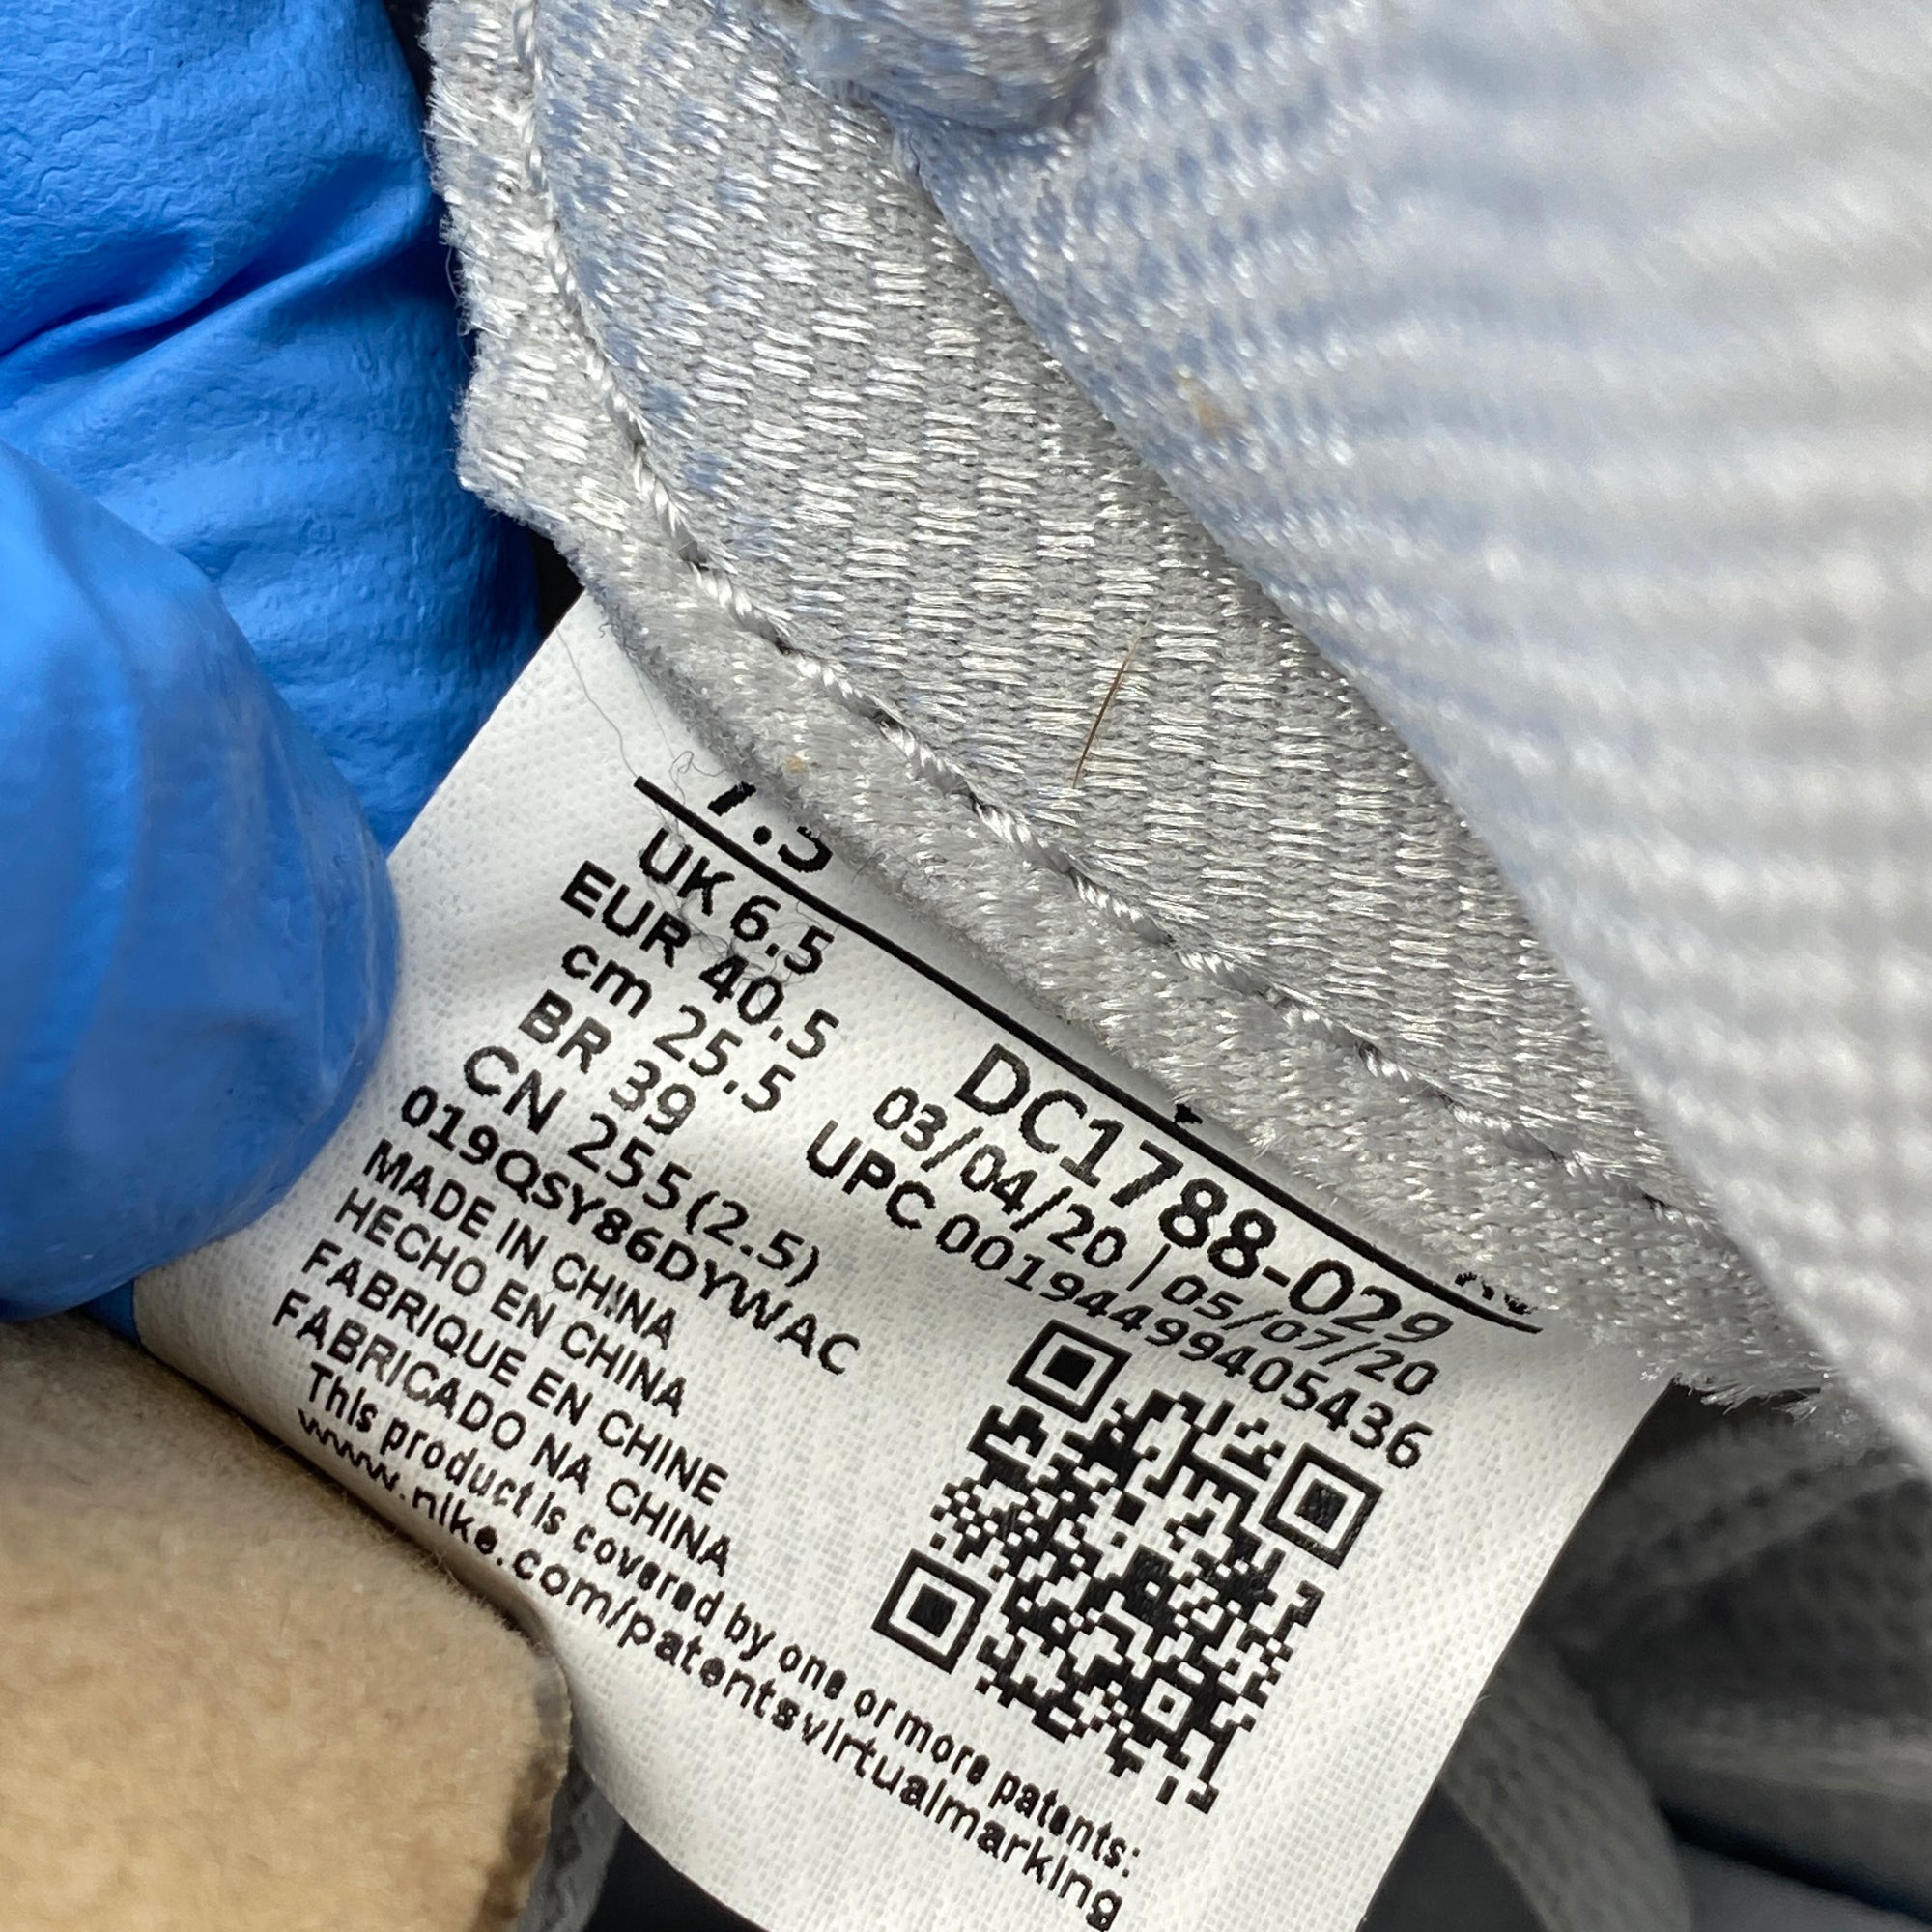 7.5
UK 6.5
EUR 40.5
cm 25.5
BR 39
CN 255(2.5)
019QSY86DYWAC
MADE IN CHINA
HECHO EN CHINA
FABRIQUE EN CHINE
FABRICADO NA CHINA
This product is covered by one or more patents:
www.nike.com/patentsvirtualmarking
DC1788-029
03/04/20 | 05/07/20
UPC 00194499405436